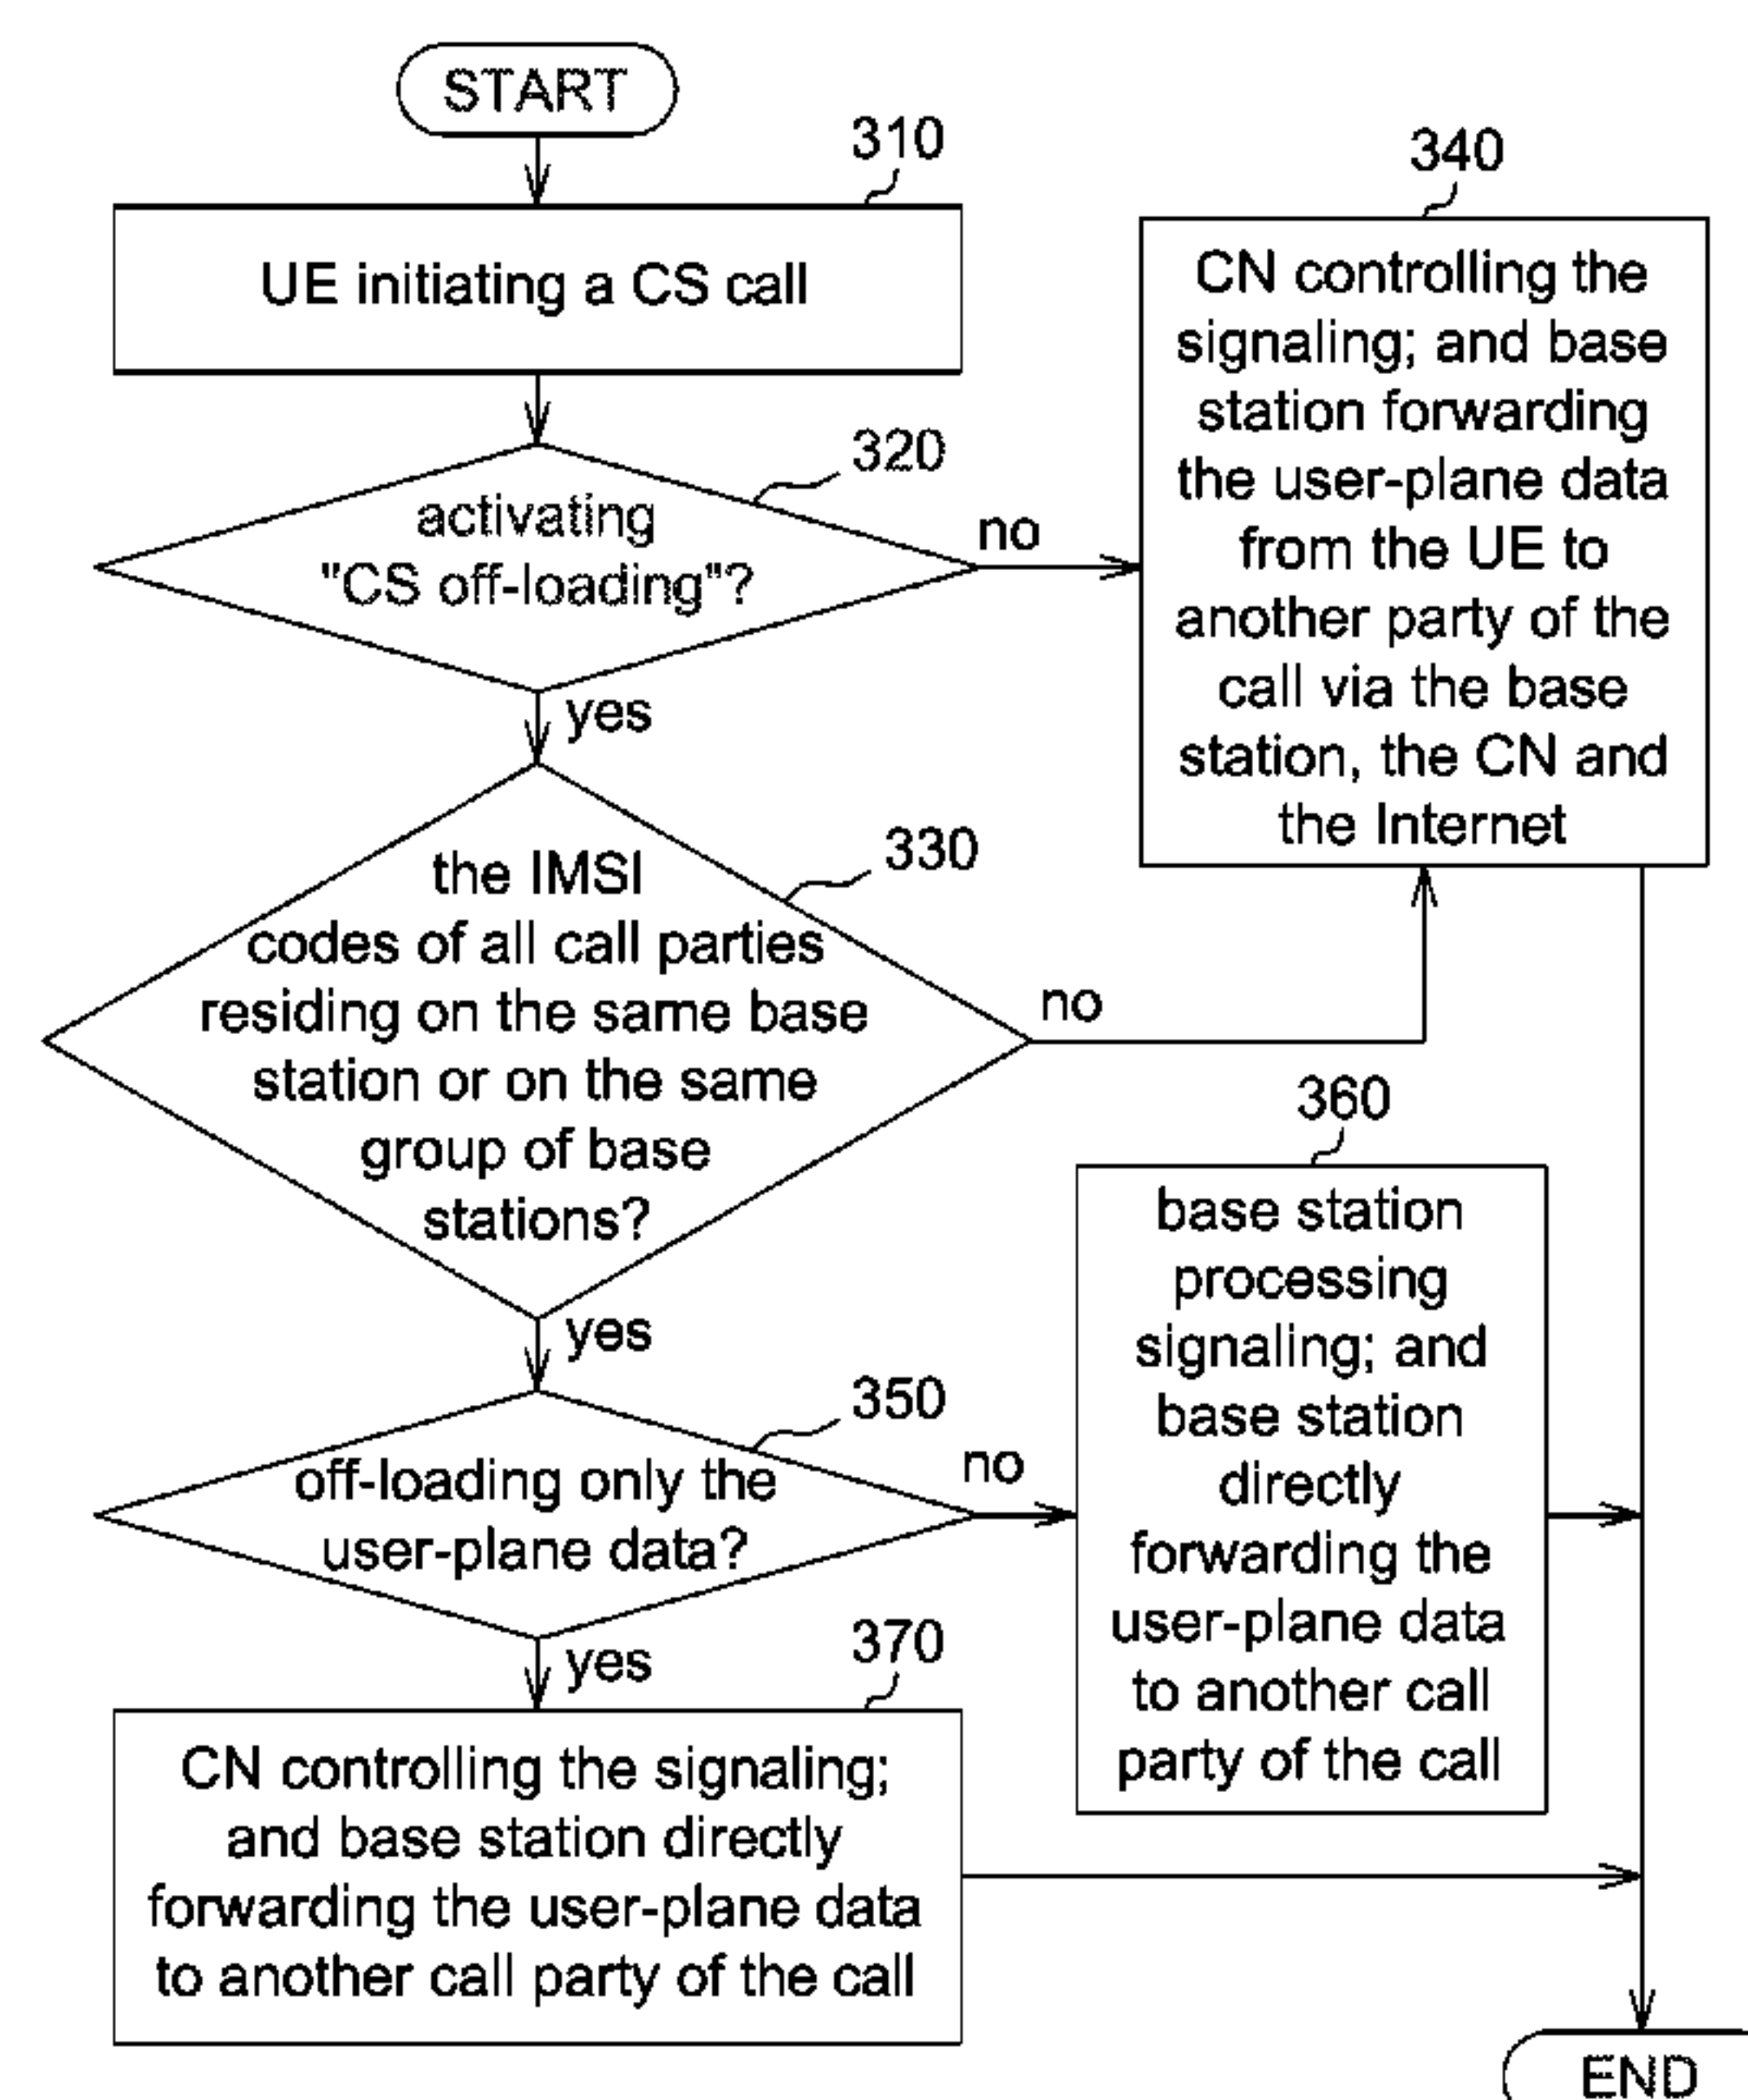 START
310
UE initiating a CS call
320
activating
"CS off-loading"?
no
yes
340
CN controlling the
signaling; and base
station forwarding
the user-plane data
from the UE to
another party of the
call via the base
station, the CN and
the Internet
330
the IMSI
codes of all call parties
residing on the same base
station or on the same
group of base
stations?
no
yes
350
off-loading only the
user-plane data?
no
yes
360
base station
processing
signaling; and
base station
directly
forwarding the
user-plane data
to another call
party of the call
370
CN controlling the signaling;
and base station directly
forwarding the user-plane data
to another call party of the call
END